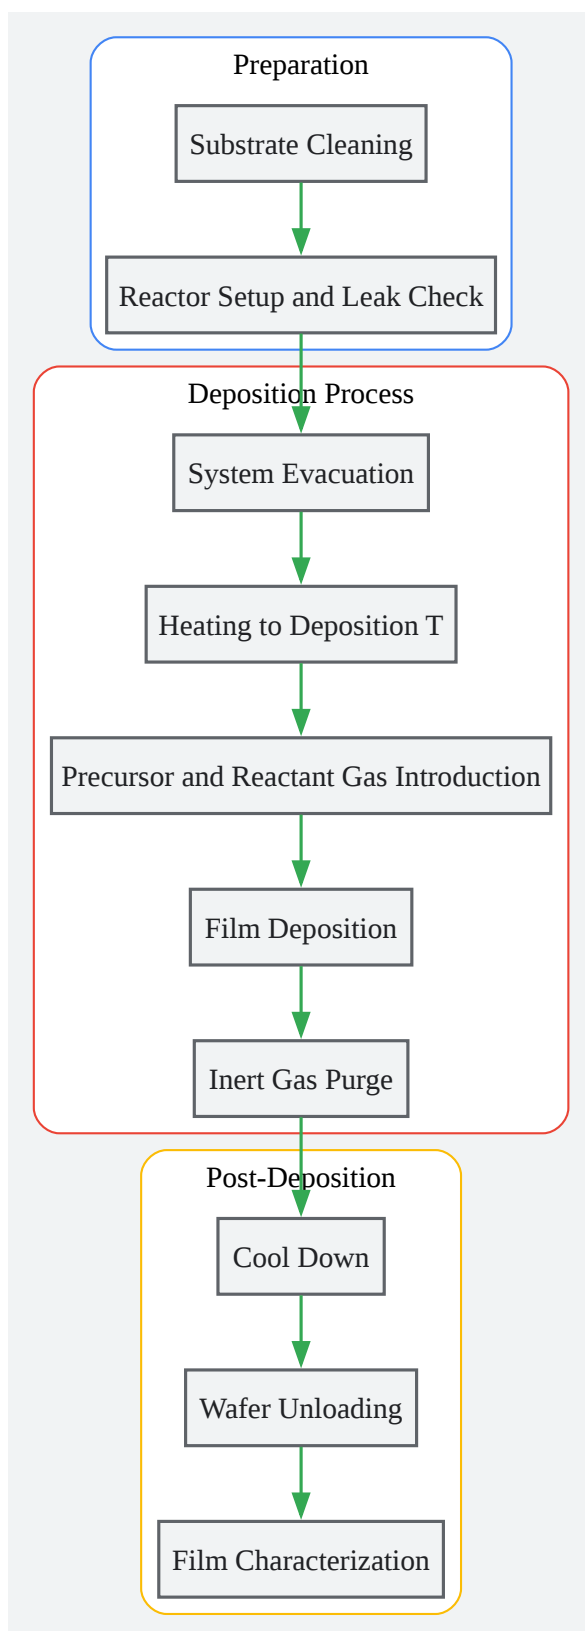 Preparation
Substrate Cleaning
Reactor Setup and Leak Check
Deposition Process
System Evacuation
Heating to Deposition T
Precursor and Reactant Gas Introduction
Film Deposition
Inert Gas Purge
Post-Deposition
Cool Down
Wafer Unloading
Film Characterization